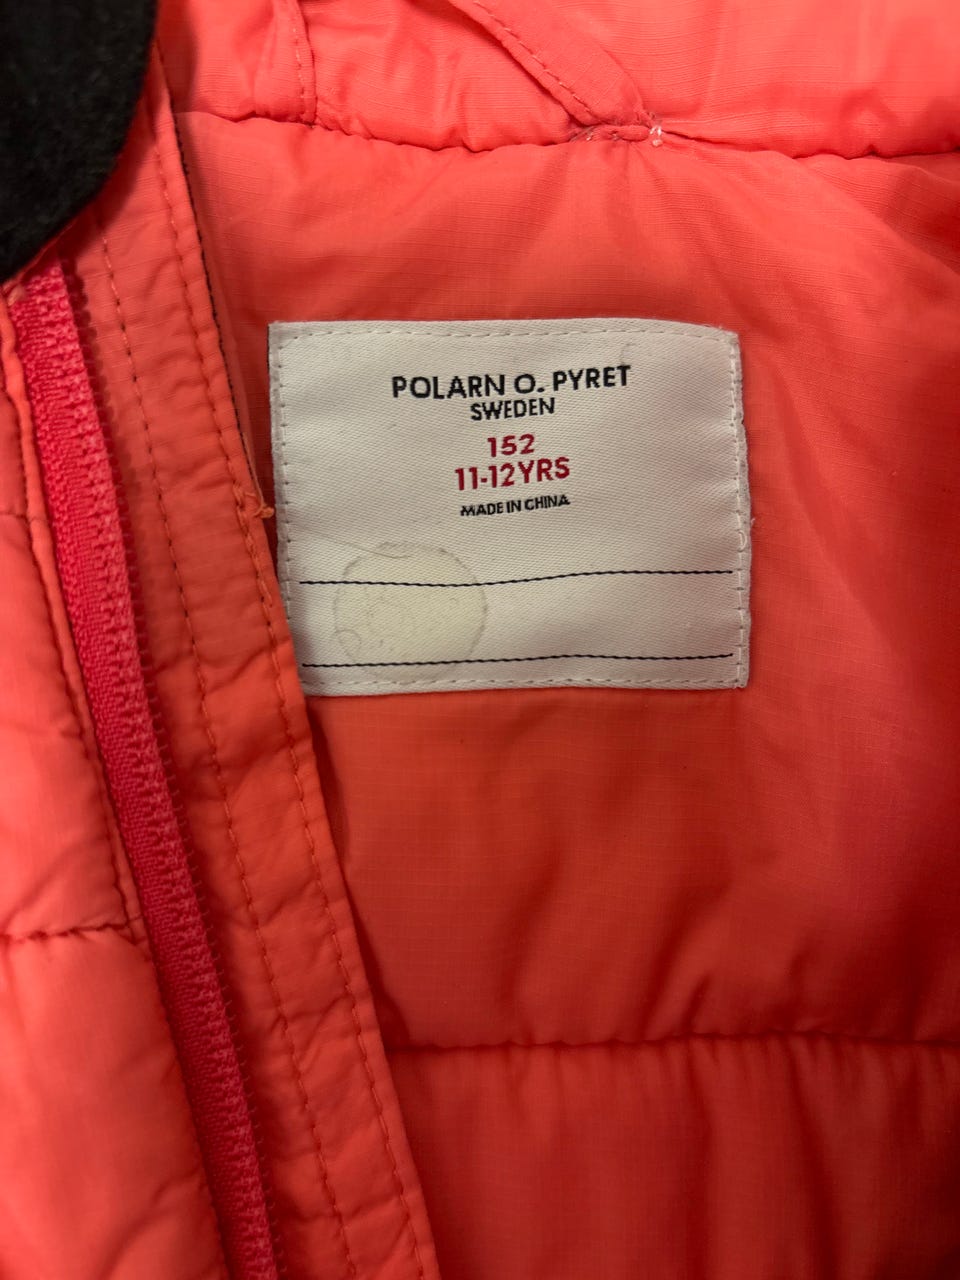 POLARN O. PYRET
SWEDEN
152
11-12YRS
MADE IN CHINA